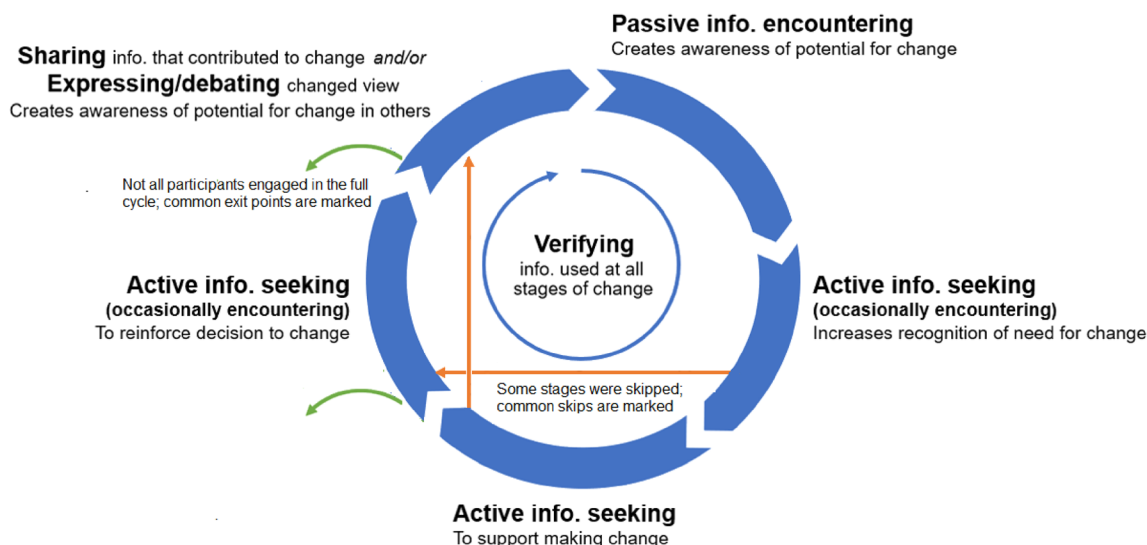 Passive info. encountering
Creates awareness of potential for change
Sharing info. that contributed to change and/or
Expressing/debating changed view
Creates awareness of potential for change in others
Not all participants engaged in the full
cycle; common exit points are marked
Verifying
info. used at all
stages of change
Active info. seeking
(occasionally encountering)
To reinforce decision to change
Active info. seeking
(occasionally encountering)
Increases recognition of need for change
Some stages were skipped;
common skips are marked
Active info. seeking
To support making change